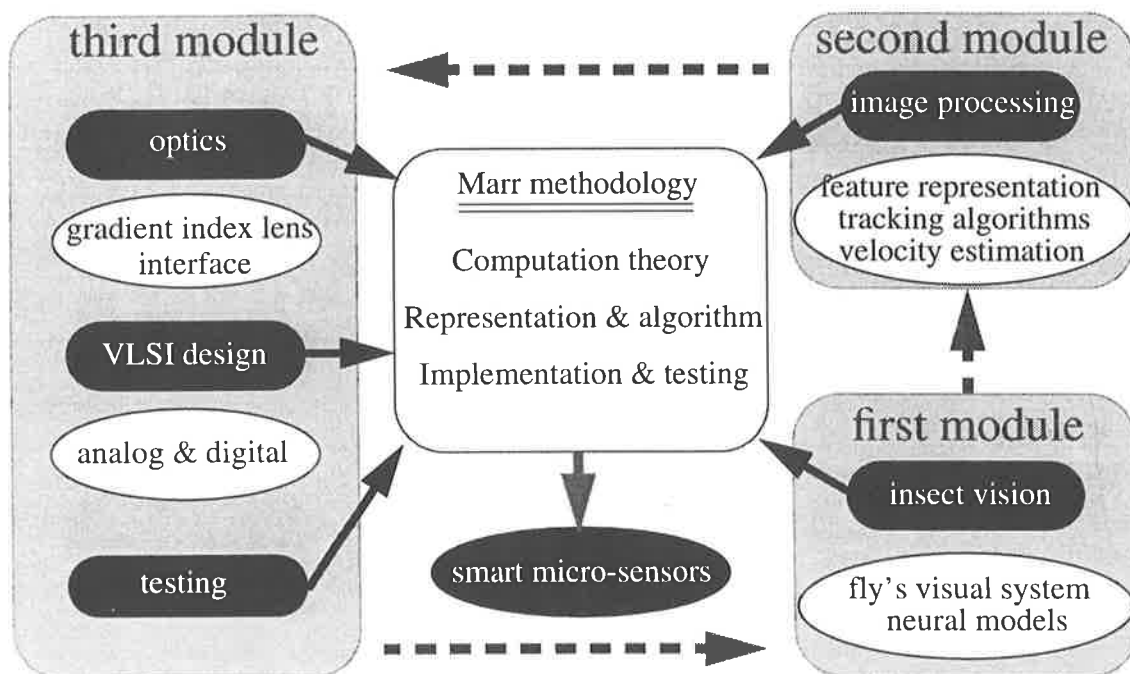 third module
optics
gradient index lens
interface
VLSI design
analog & digital
testing
Marr methodology
Computation theory
Representation & algorithm
Implementation & testing
smart micro-sensors
second module
image processing
feature representation
tracking algorithms
velocity estimation
first module
insect vision
fly's visual system
neural models